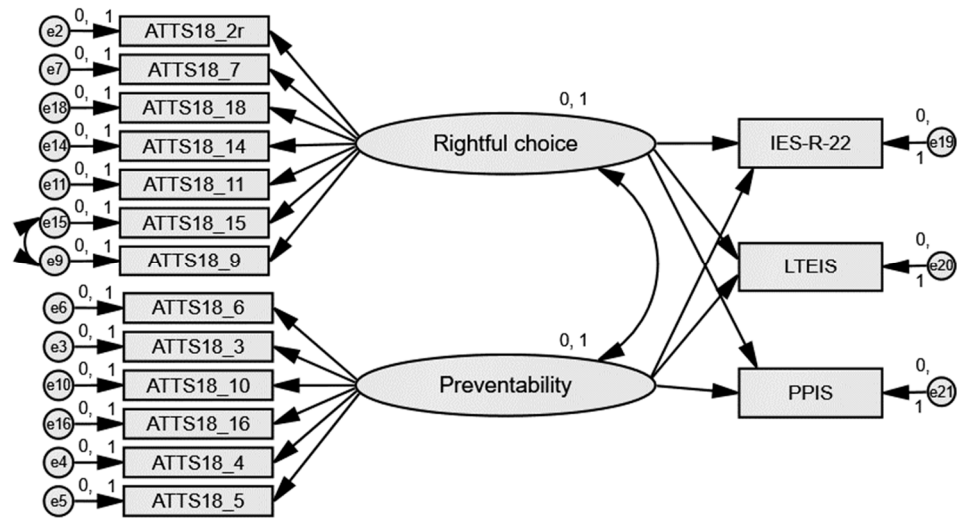 e2 0, 1 ATTS18_2r
e7 0, 1 ATTS18_7
e18 0, 1 ATTS18_18
e14 0, 1 ATTS18_14
e11 0, 1 ATTS18_11
e15 0, 1 ATTS18_15
e9 0, 1 ATTS18_9
e6 0, 1 ATTS18_6
e3 0, 1 ATTS18_3
e10 0, 1 ATTS18_10
e16 0, 1 ATTS18_16
e4 0, 1 ATTS18_4
e5 0, 1 ATTS18_5
0, 1
Rightful choice
0, 1
Preventability
0,
IES-R-22 1 e19
0,
LTEIS 1 e20
0,
PPIS 1 e21